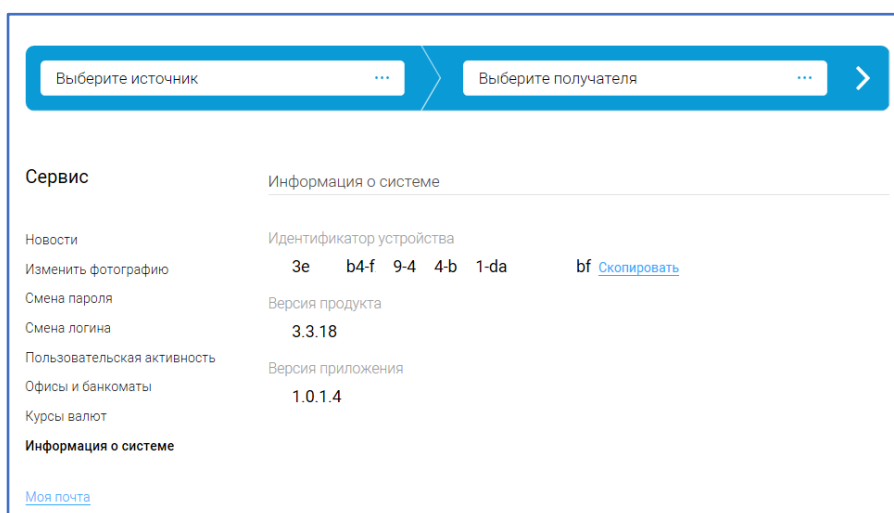 Выберите источник ... Выберите получателя ...
Сервис
Информация о системе
Новости
Изменить фотографию
Смена пароля
Смена логина
Пользовательская активность
Офисы и банкоматы
Курсы валют
Информация о системе
Моя почта
Идентификатор устройства
3e b4-f 9-4 4-b 1-da bf Скопировать
Версия продукта
3.3.18
Версия приложения
1.0.1.4